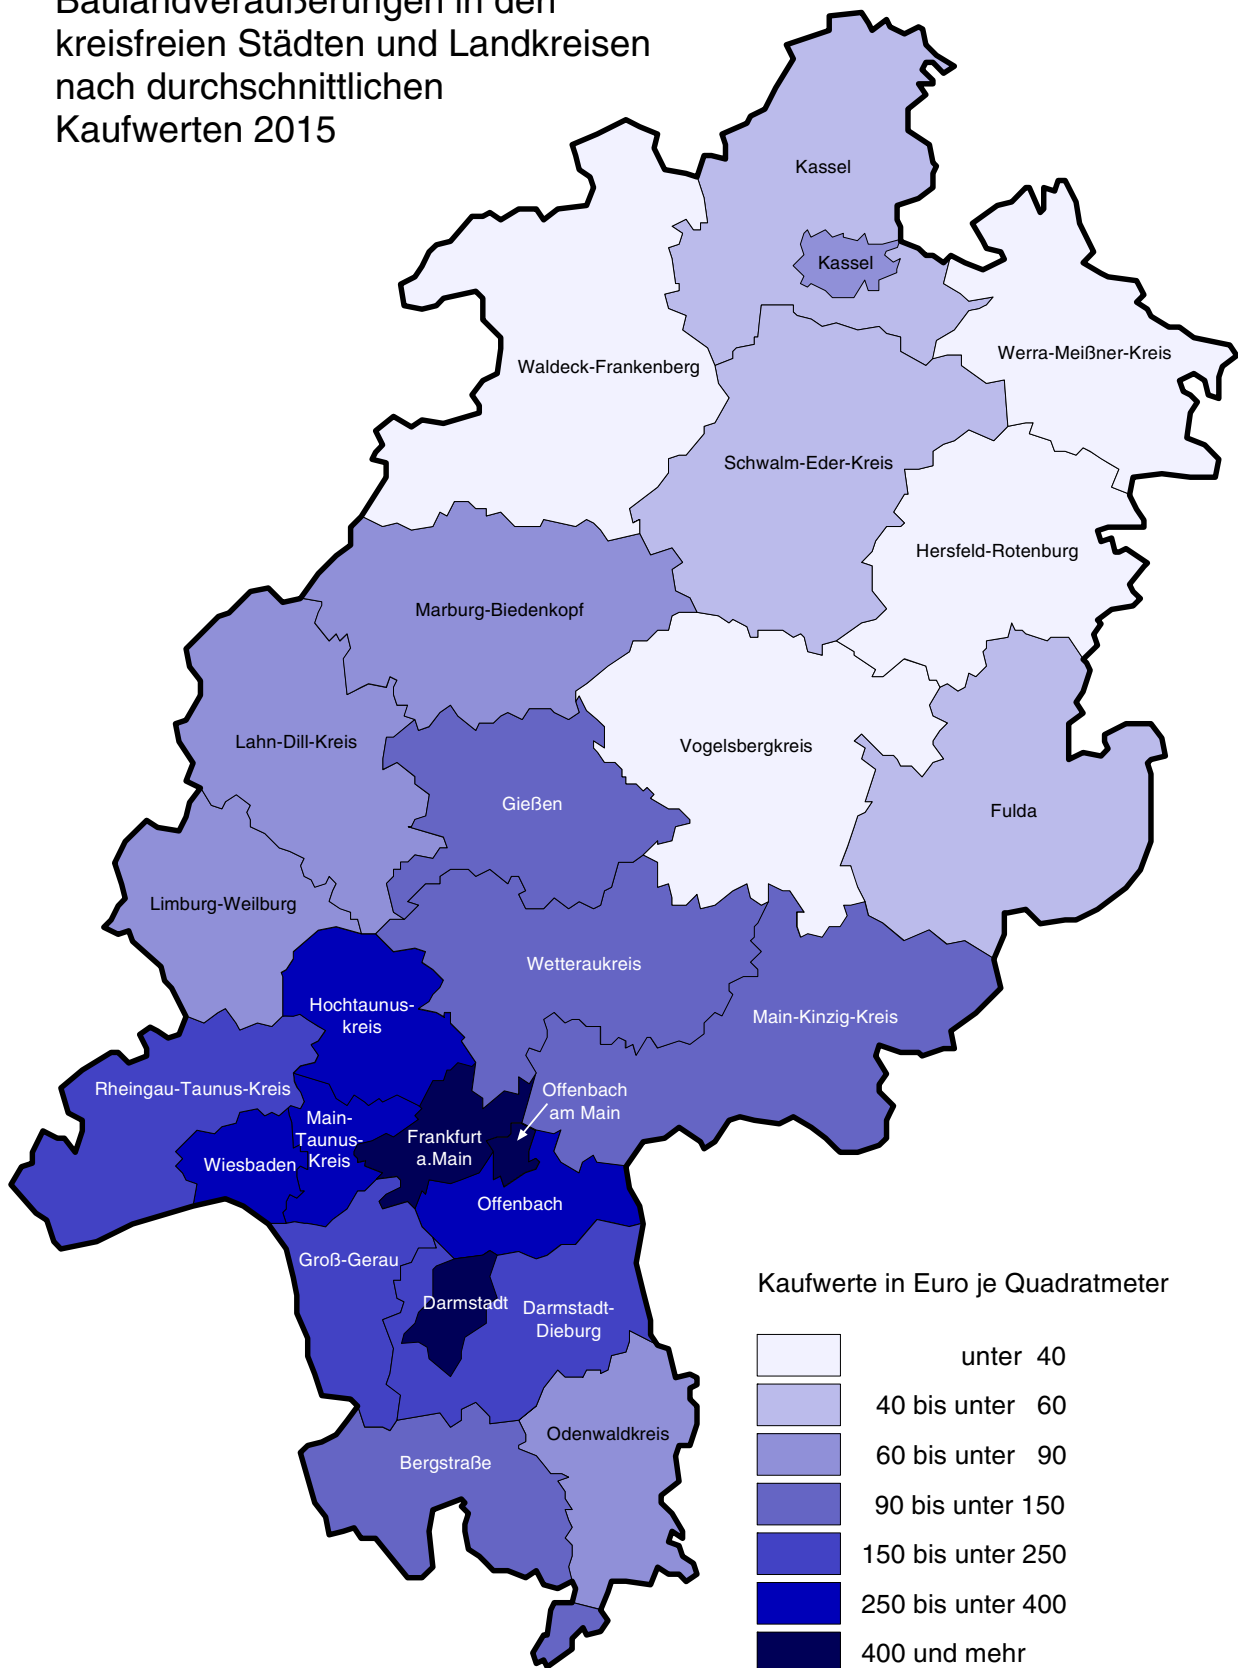 Baulandveräußerungen in den
kreisfreien Städten und Landkreisen
nach durchschnittlichen
Kaufwerten 2015
Kassel
Kassel
Waldeck-Frankenberg
Werra-Meißner-Kreis
Schwalm-Eder-Kreis
Hersfeld-Rotenburg
Marburg-Biedenkopf
Lahn-Dill-Kreis
Vogelsbergkreis
Gießen
Fulda
Limburg-Weilburg
Wetteraukreis
Hochtaunus-
kreis
Main-Kinzig-Kreis
Rheingau-Taunus-Kreis
Offenbach
am Main
Main-
Taunus-
Kreis
Frankfurt
a.Main
Wiesbaden
Offenbach
Groß-Gerau
Darmstadt
Darmstadt-
Dieburg
Odenwaldkreis
Bergstraße
Kaufwerte in Euro je Quadratmeter
unter 40
40 bis unter 60
60 bis unter 90
90 bis unter 150
150 bis unter 250
250 bis unter 400
400 und mehr